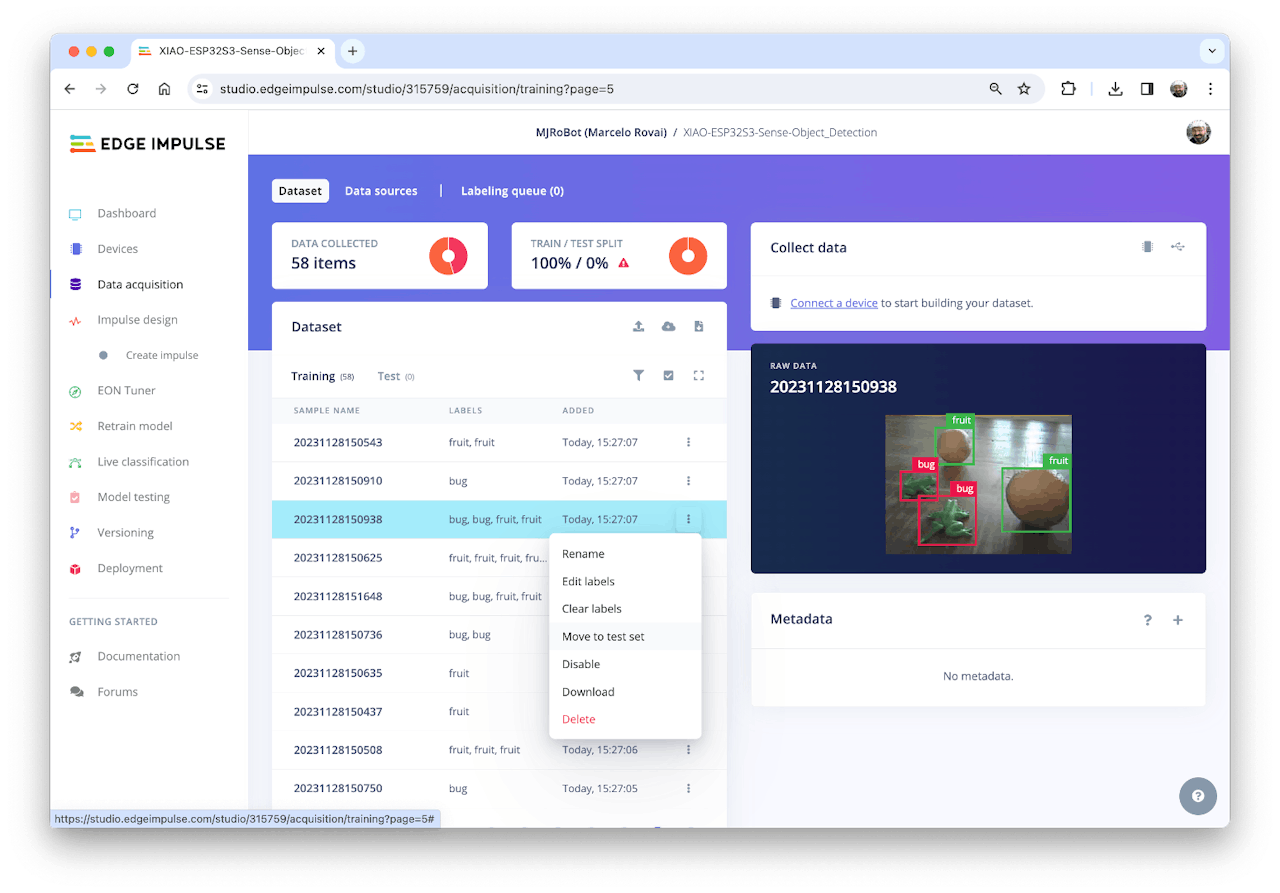 XIAO-ESP32S3-Sense-Objec
studio.edgeimpulse.com/studio/315759/acquisition/training?page=5
EDGE IMPULSE
MJRoBot (Marcelo Rovai) / XIAO-ESP32S3-Sense-Object_Detection
Dashboard
Devices
Data acquisition
Impulse design
Create impulse
EON Tuner
Retrain model
Live classification
Model testing
Versioning
Deployment
GETTING STARTED
Documentation
Forums
Dataset Data sources | Labeling queue (0)
DATA COLLECTED
58 items
TRAIN / TEST SPLIT
100% / 0%
Dataset
Training (58) Test (0)
SAMPLE NAME LABELS ADDED
20231128150543 fruit, fruit Today, 15:27:07
20231128150910 bug Today, 15:27:07
20231128150938 bug, bug, fruit, fruit Today, 15:27:07
20231128150625 fruit, fruit, fruit, fru...
20231128151648 bug, bug, fruit, fruit
20231128150736 bug, bug
20231128150635 fruit
20231128150437 fruit
20231128150508 fruit, fruit, fruit Today, 15:27:06
20231128150750 bug Today, 15:27:05
Rename
Edit labels
Clear labels
Move to test set
Disable
Download
Delete
Collect data
Connect a device to start building your dataset.
RAW DATA
20231128150938
fruit
fruit
bug
bug
Metadata ? +
No metadata.
?
https://studio.edgeimpulse.com/studio/315759/acquisition/training?page=5#